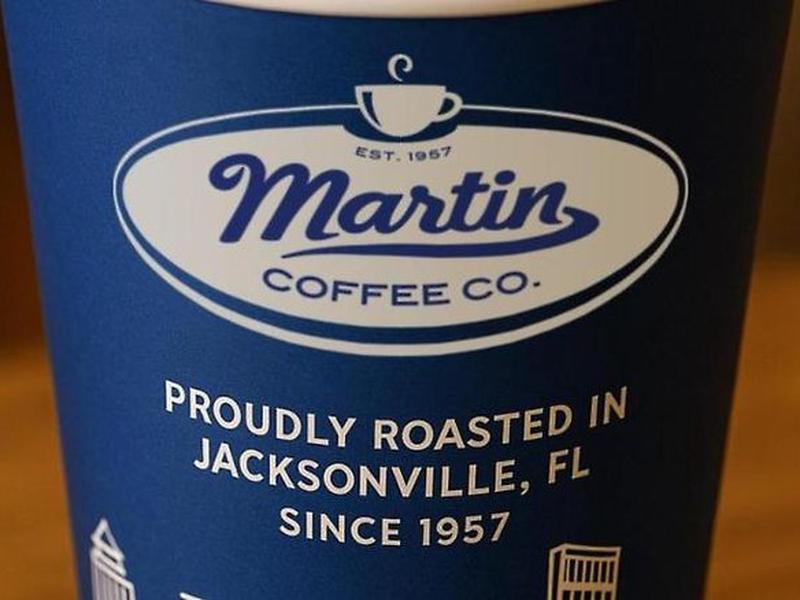 EST. 1957
Martin
COFFEE CO.
PROUDLY ROASTED IN
JACKSONVILLE, FL
SINCE 1957